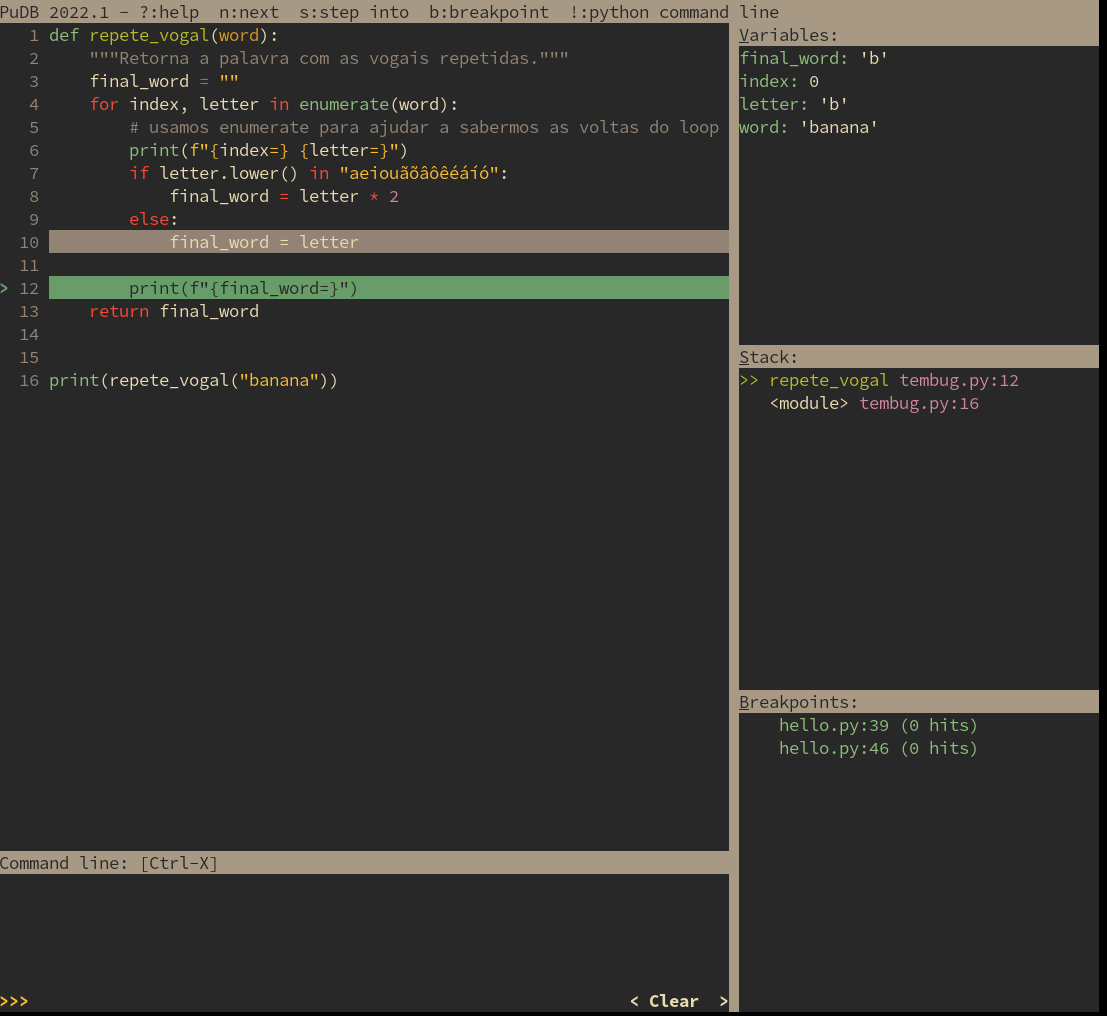 PuDB 2022.1 - ?:help  n:next  s:step into  b:breakpoint  !:python command line
1 def repete_vogal(word):
2     """Retorna a palavra com as vogais repetidas."""
3     final_word = ""
4     for index, letter in enumerate(word):
5         # usamos enumerate para ajudar a sabermos as voltas do loop
6         print(f"{index=} {letter=}")
7         if letter.lower() in "aeiouãõâôêéáíó":
8             final_word = letter * 2
9         else:
10             final_word = letter
11
> 12         print(f"{final_word=}")
13     return final_word
14
15
16 print(repete_vogal("banana"))
Command line: [Ctrl-X]
>>> < Clear  >
Variables:
final_word: 'b'
index: 0
letter: 'b'
word: 'banana'
Stack:
>> repete_vogal tembug.py:12
   <module> tembug.py:16
Breakpoints:
    hello.py:39 (0 hits)
    hello.py:46 (0 hits)